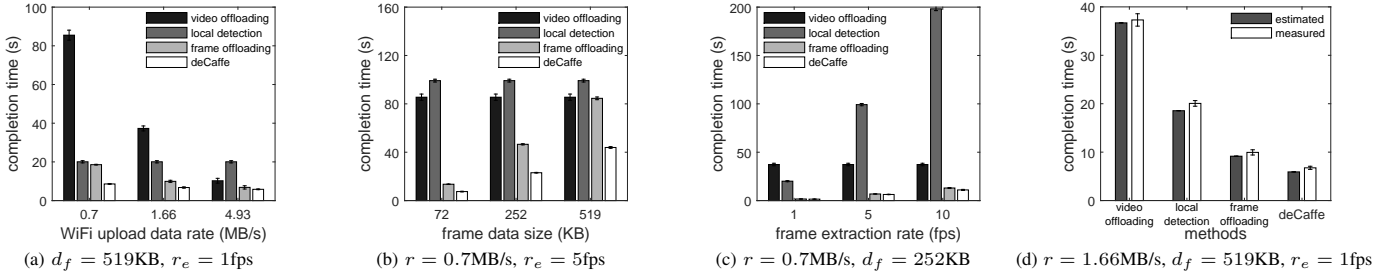 completion time (s)
100
80
60
40
20
0
video offloading
local detection
frame offloading
deCaffe
0.7 1.66 4.93
WiFi upload data rate (MB/s)
(a) d_f = 519KB, r_e = 1fps
completion time (s)
160
120
80
40
0
video offloading
local detection
frame offloading
deCaffe
72 252 519
frame data size (KB)
(b) r = 0.7MB/s, r_e = 5fps
completion time (s)
200
150
100
50
0
video offloading
local detection
frame offloading
deCaffe
1 5 10
frame extraction rate (fps)
(c) r = 0.7MB/s, d_f = 252KB
completion time (s)
40
30
20
10
0
estimated
measured
video local frame deCaffe
offloading detection offloading
methods
(d) r = 1.66MB/s, d_f = 519KB, r_e = 1fps